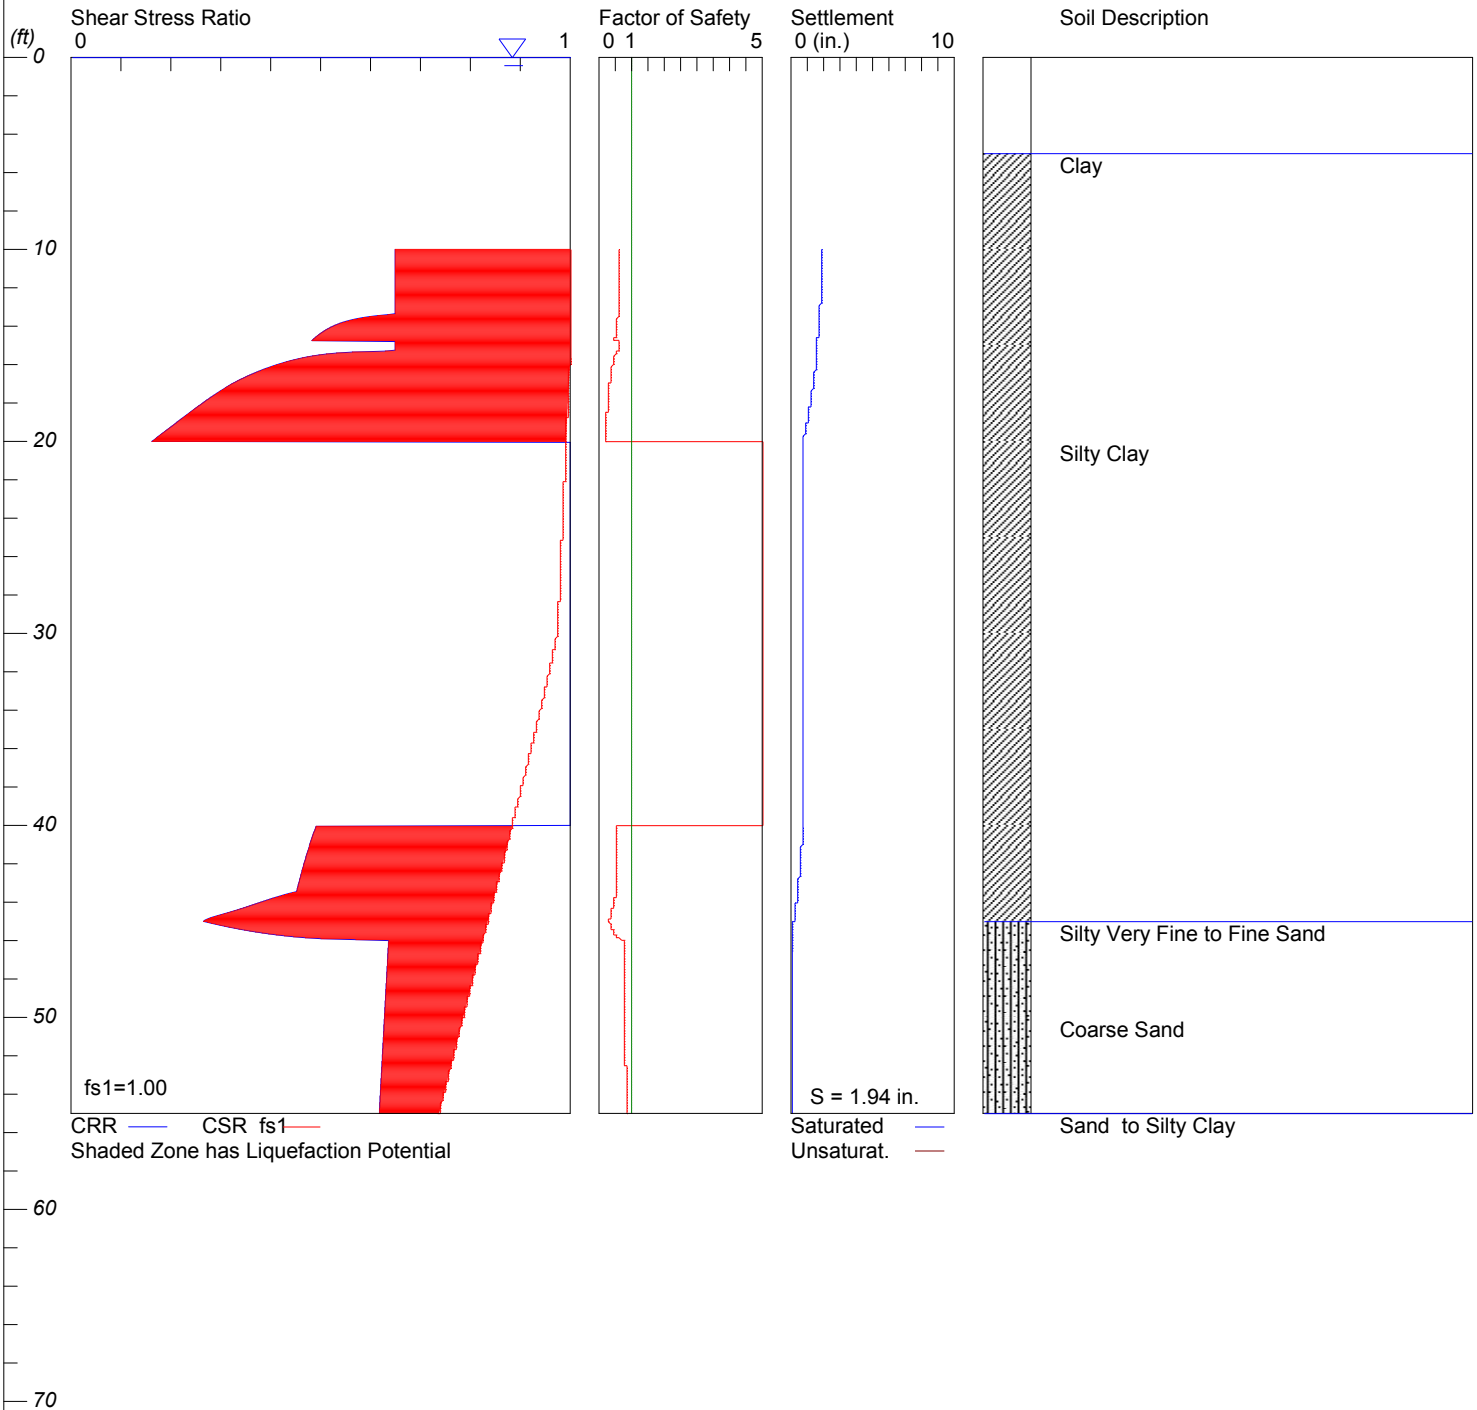 Shear Stress Ratio Factor of Safety Settlement Soil Description
(ft) 0 1 0 1 5 0 (in.) 10
0
Clay
10
20
Silty Clay
30
40
Silty Very Fine to Fine Sand
50
Coarse Sand
fs1=1.00 S = 1.94 in.
CRR CSR fs1 Saturated Sand to Silty Clay
Shaded Zone has Liquefaction Potential Unsaturat.
60
70